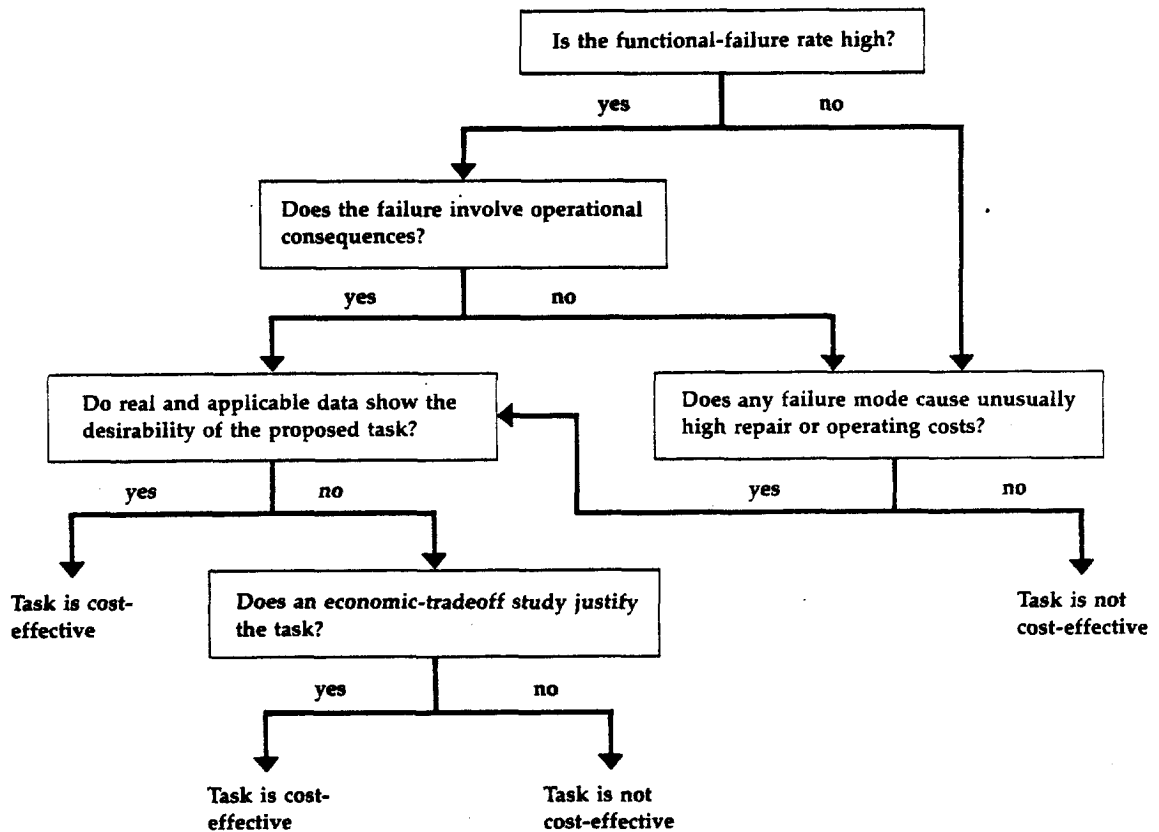 Is the functional-failure rate high?
yes
no
Does the failure involve operational
consequences?
yes
no
Do real and applicable data show the
desirability of the proposed task?
Does any failure mode cause unusually
high repair or operating costs?
yes
no
yes
no
Task is cost-
effective
Does an economic-tradeoff study justify
the task?
Task is not
cost-effective
yes
no
Task is cost-
effective
Task is not
cost-effective